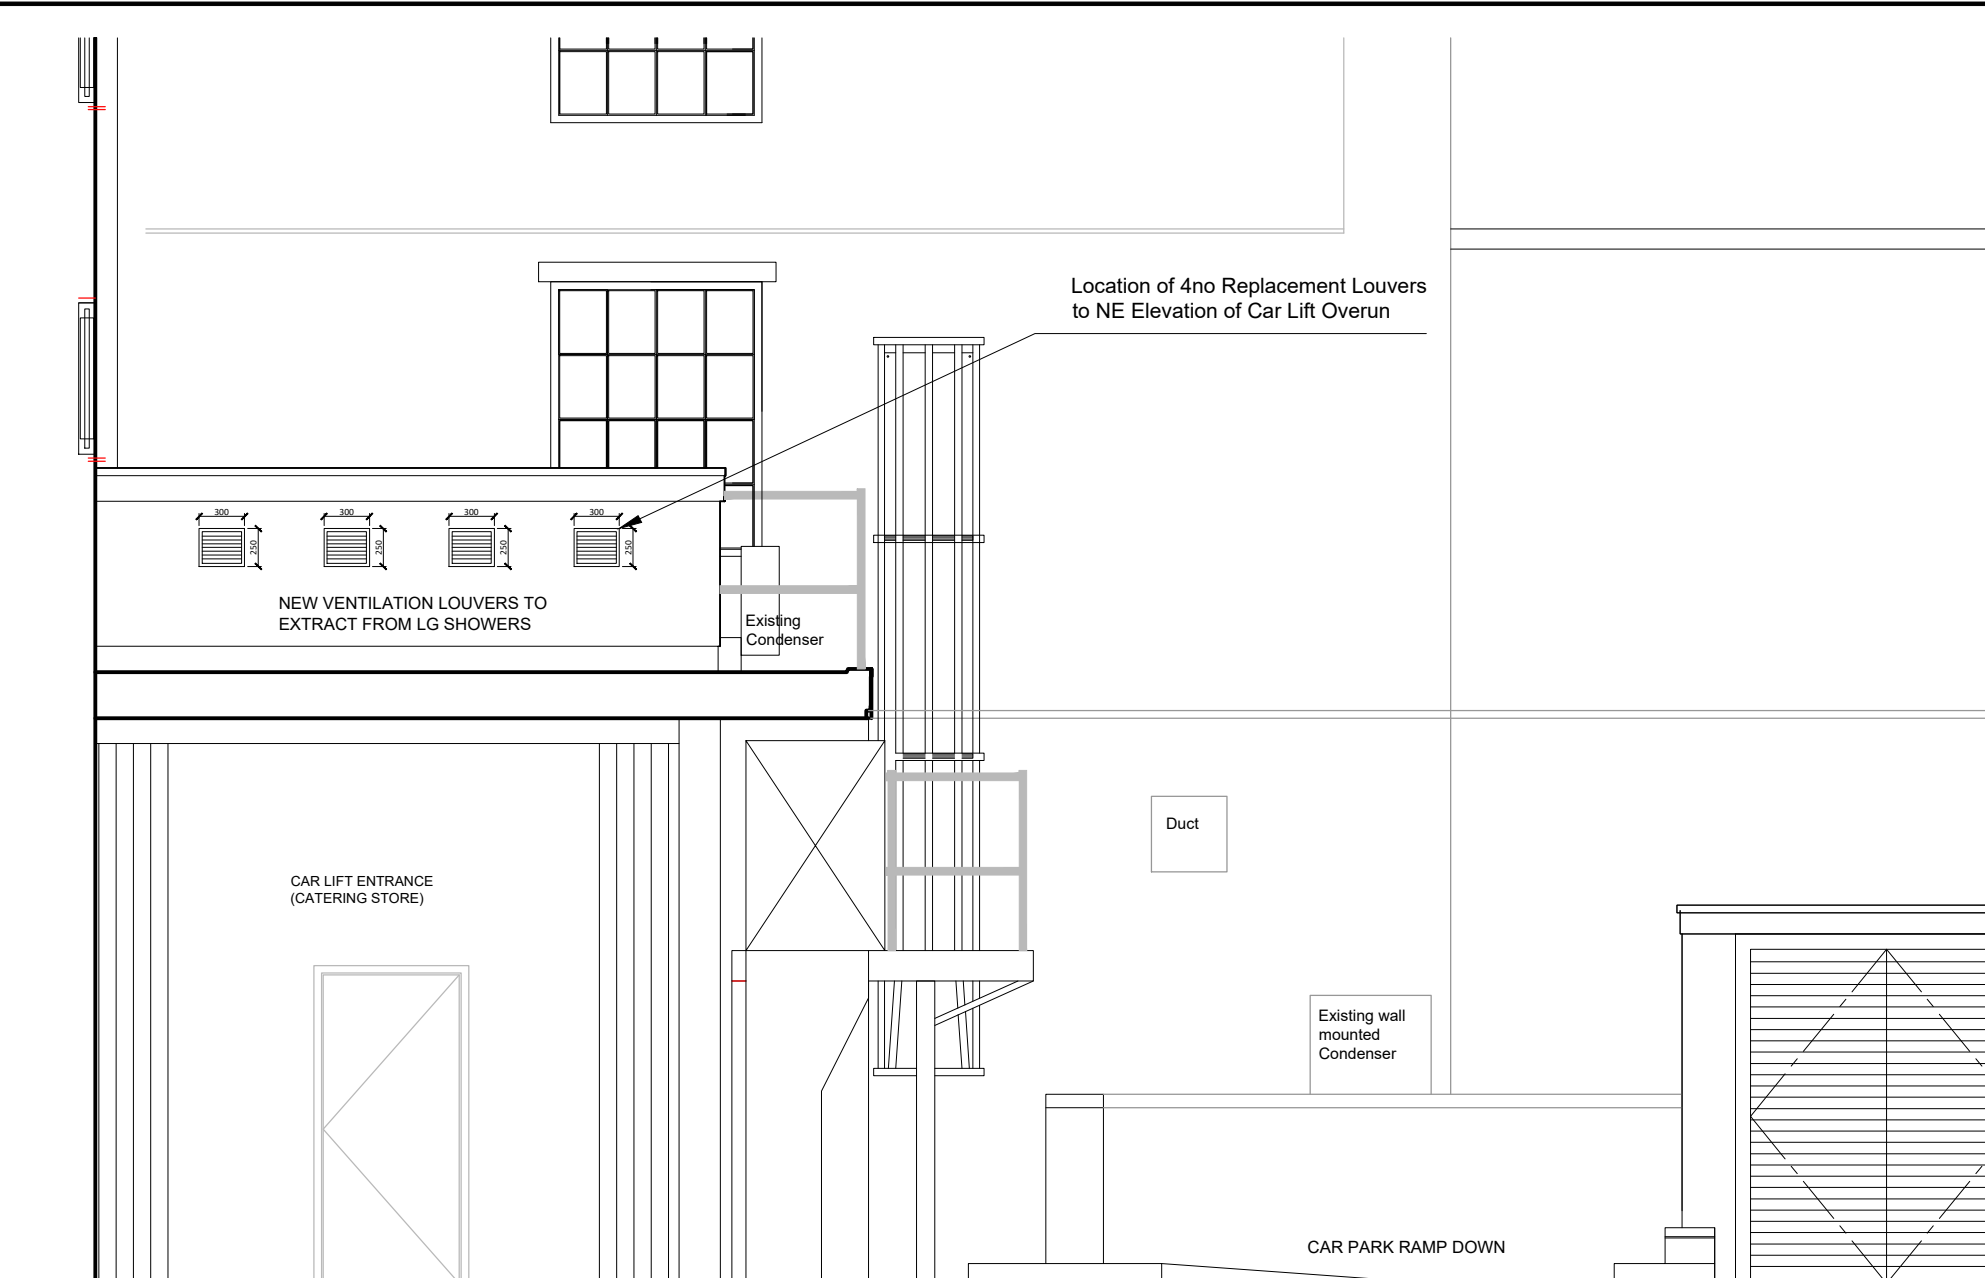 Location of 4no Replacement Louvers
to NE Elevation of Car Lift Overun
300
300
300
300
250
250
250
250
NEW VENTILATION LOUVERS TO
EXTRACT FROM LG SHOWERS
Existing
Condenser
Duct
CAR LIFT ENTRANCE
(CATERING STORE)
Existing wall
mounted
Condenser
CAR PARK RAMP DOWN